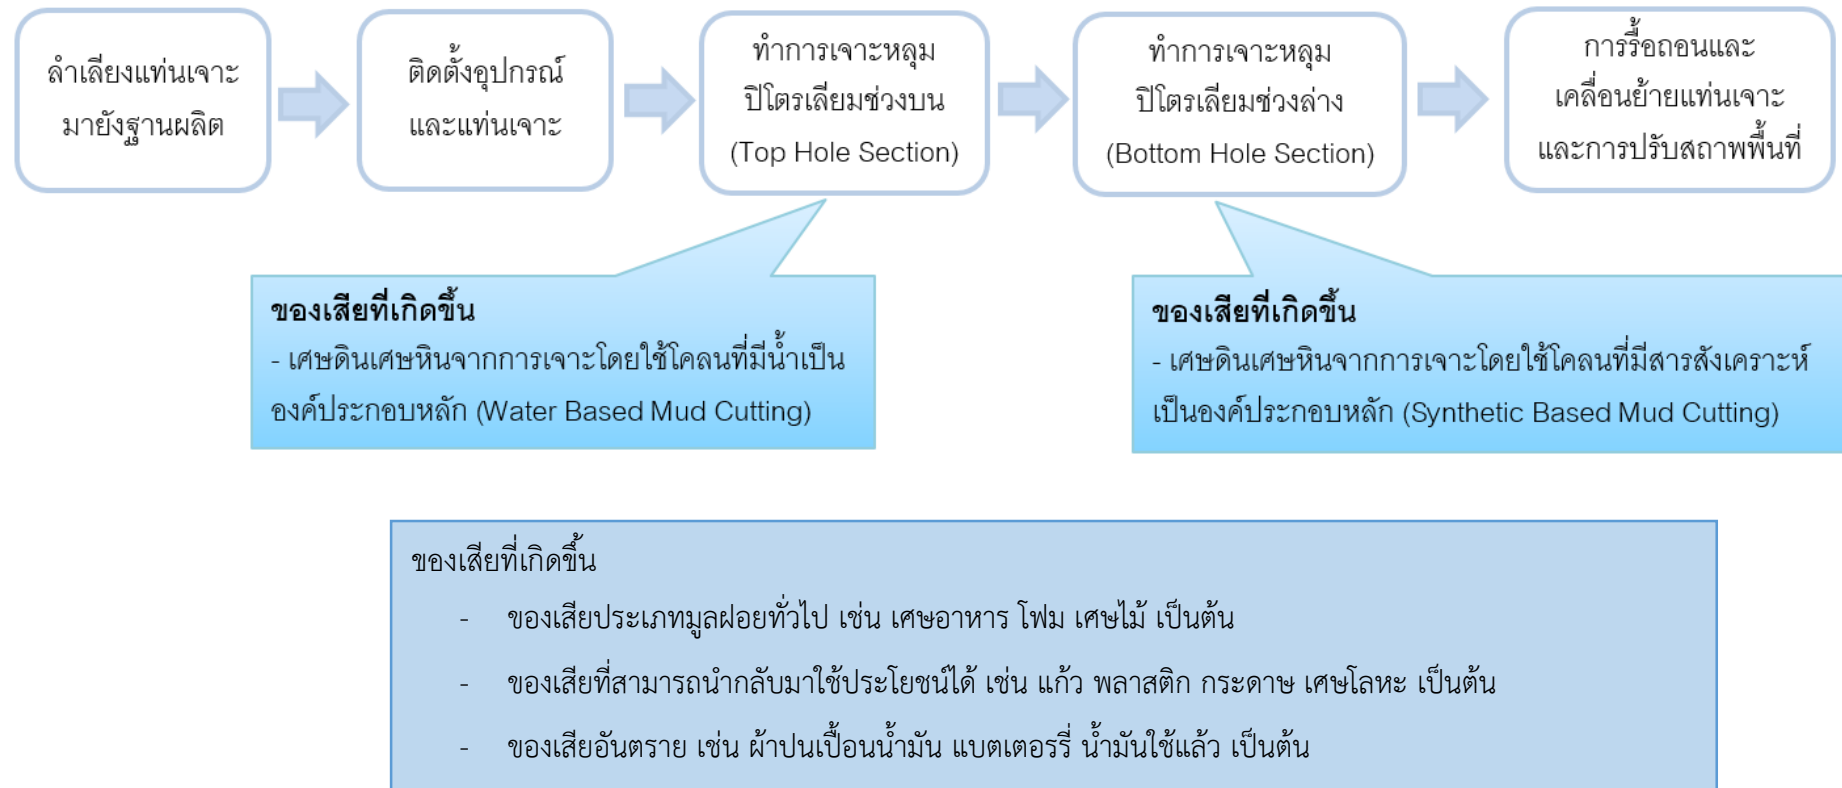 ลำเลียงแท่นเจาะ
มายังฐานผลิต
ติดตั้งอุปกรณ์
และแท่นเจาะ
ทำการเจาะหลุม
ปิโตรเลียมช่วงบน
(Top Hole Section)
ทำการเจาะหลุม
ปิโตรเลียมช่วงล่าง
(Bottom Hole Section)
การรื้อถอนและ
เคลื่อนย้ายแท่นเจาะ
และการปรับสถาพพื้นที่
ของเสียที่เกิดขึ้น
- เศษดินเศษหินจากการเจาะโดยใช้โคลนที่มีน้ำเป็น
องค์ประกอบหลัก (Water Based Mud Cutting)
ของเสียที่เกิดขึ้น
- เศษดินเศษหินจากการเจาะโดยใช้โคลนที่มีสารสังเคราะห์
เป็นองค์ประกอบหลัก (Synthetic Based Mud Cutting)
ของเสียที่เกิดขึ้น
- ของเสียประเภทมูลฝอยทั่วไป เช่น เศษอาหาร โฟม เศษไม้ เป็นต้น
- ของเสียที่สามารถนำกลับมาใช้ประโยชน์ได้ เช่น แก้ว พลาสติก กระดาษ เศษโลหะ เป็นต้น
- ของเสียอันตราย เช่น ผ้าปนเปื้อนน้ำมัน แบตเตอรรี่ น้ำมันใช้แล้ว เป็นต้น